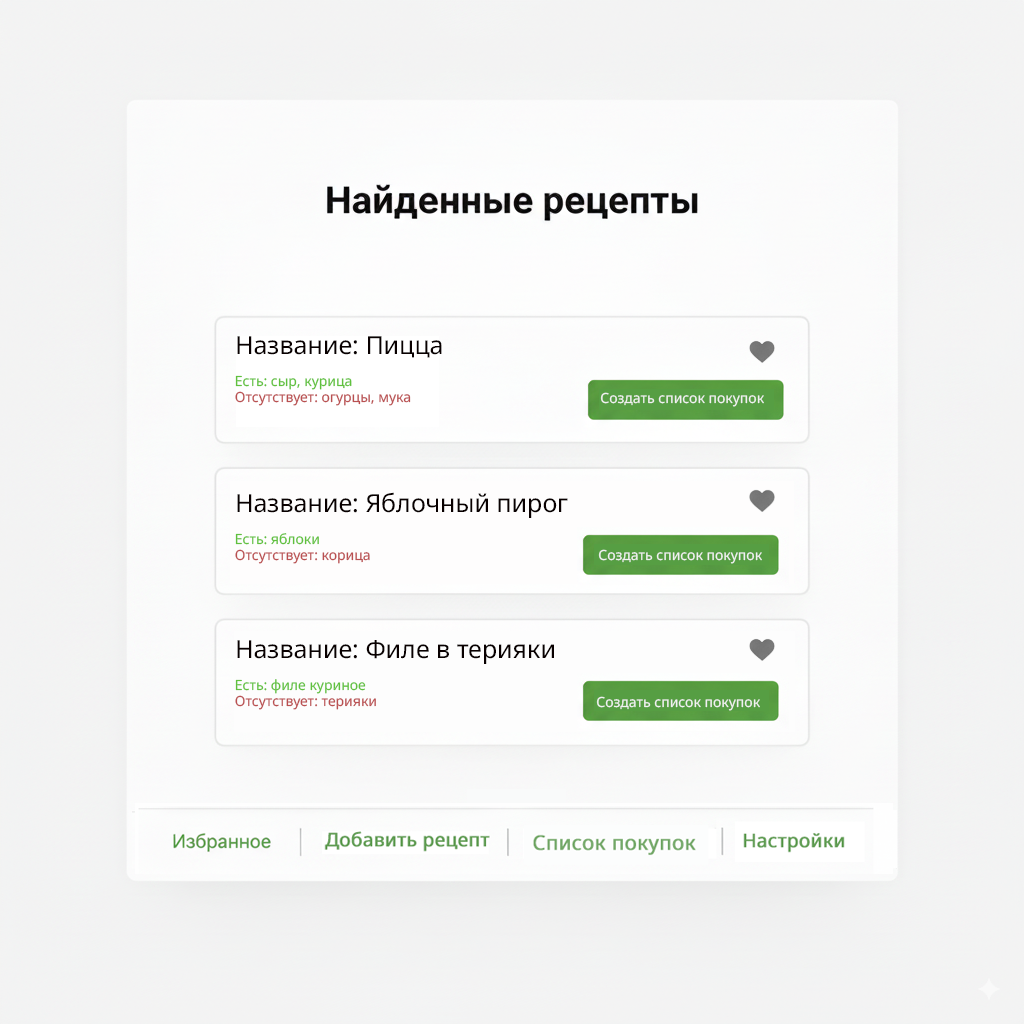 Найденные рецепты
Название: Пицца
Есть: сыр, курица
Отсутствует: огурцы, мука
Создать список покупок
Название: Яблочный пирог
Есть: яблоки
Отсутствует: корица
Создать список покупок
Название: Филе в терияки
Есть: филе куриное
Отсутствует: терияки
Создать список покупок
Избранное
Добавить рецепт
Список покупок
Настройки